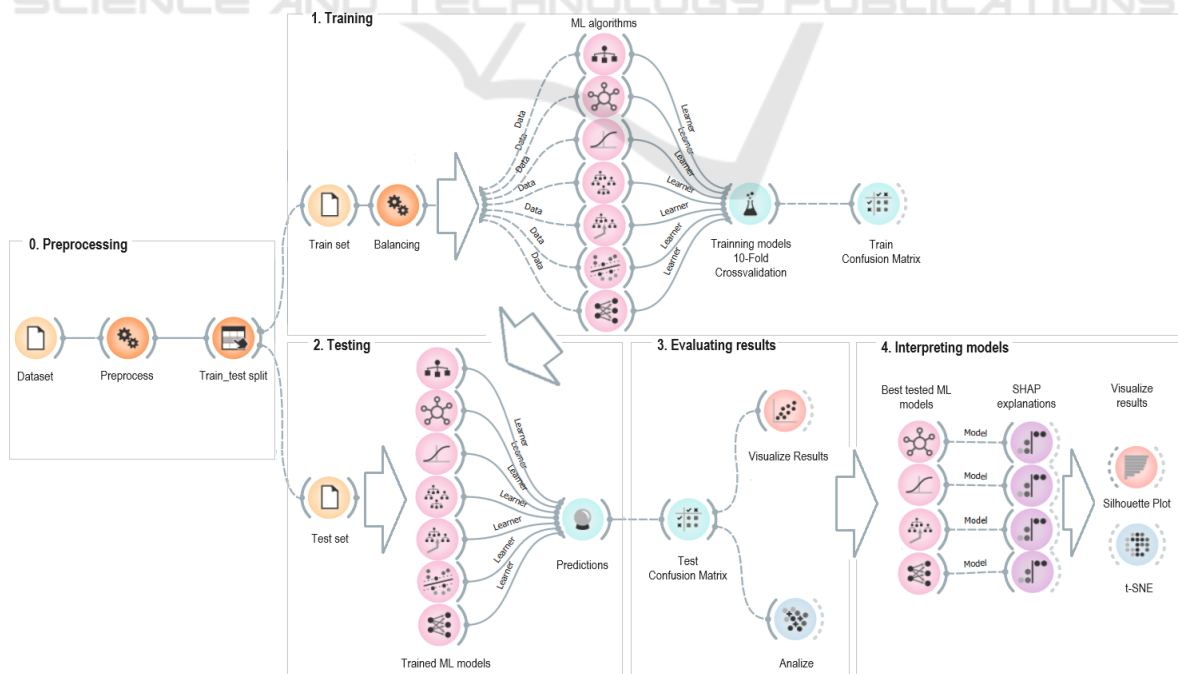 SCIENCE AND TECHNOLOGY PUBLICATIONS
1. Training
ML algorithms
Data
Data
Data
Data
Data
Data
Data
Learner
Learner
Learner
Learner
Learner
Learner
Learner
Train set
Balancing
Trainning models
10-Fold
Crossvalidation
Train
Confusion Matrix
0. Preprocessing
Dataset
Preprocess
Train_test split
2. Testing
Learner
Learner
Learner
Learner
Learner
Learner
Learner
Test set
Predictions
Trained ML models
3. Evaluating results
Visualize Results
Test
Confusion Matrix
Analize
4. Interpreting models
Best tested ML
models
SHAP
explanations
Visualize
results
Model
Model
Model
Model
Silhouette Plot
t-SNE